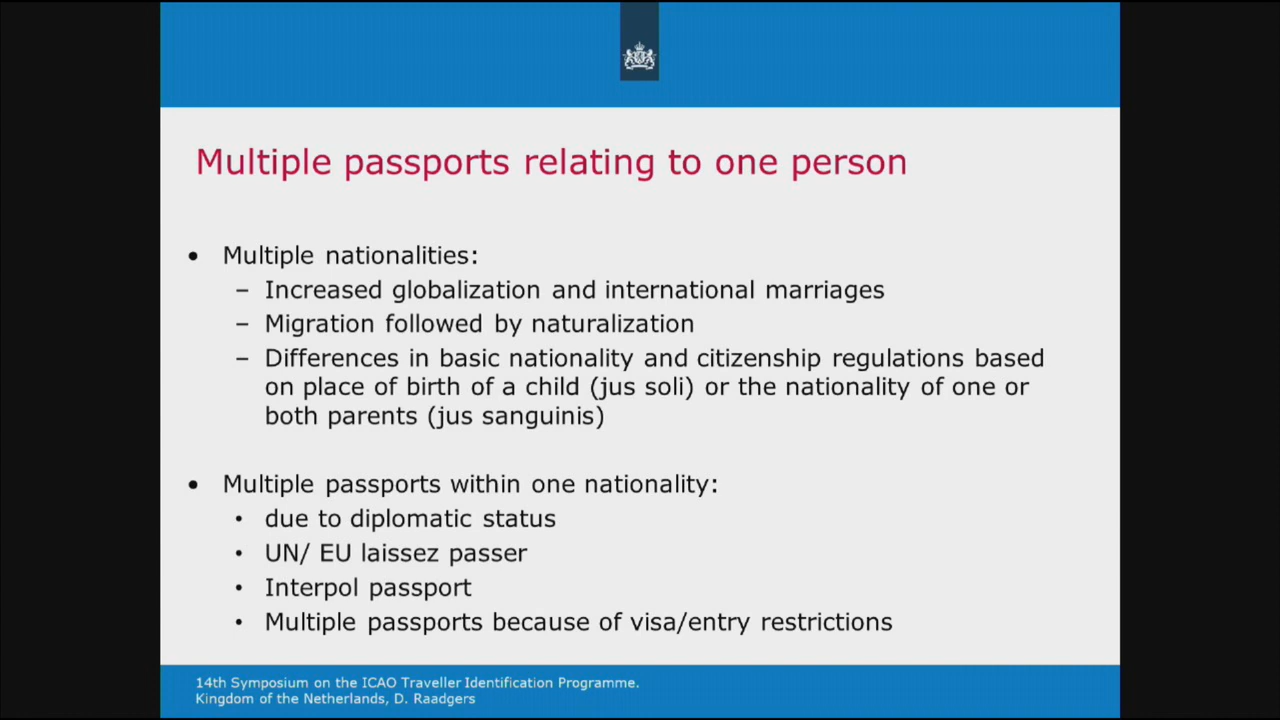 Multiple passports relating to one person
• Multiple nationalities:
– Increased globalization and international marriages
– Migration followed by naturalization
– Differences in basic nationality and citizenship regulations based
on place of birth of a child (jus soli) or the nationality of one or
both parents (jus sanguinis)
• Multiple passports within one nationality:
• due to diplomatic status
• UN/ EU laissez passer
• Interpol passport
• Multiple passports because of visa/entry restrictions
14th Symposium on the ICAO Traveller Identification Programme.
Kingdom of the Netherlands, D. Raadgers